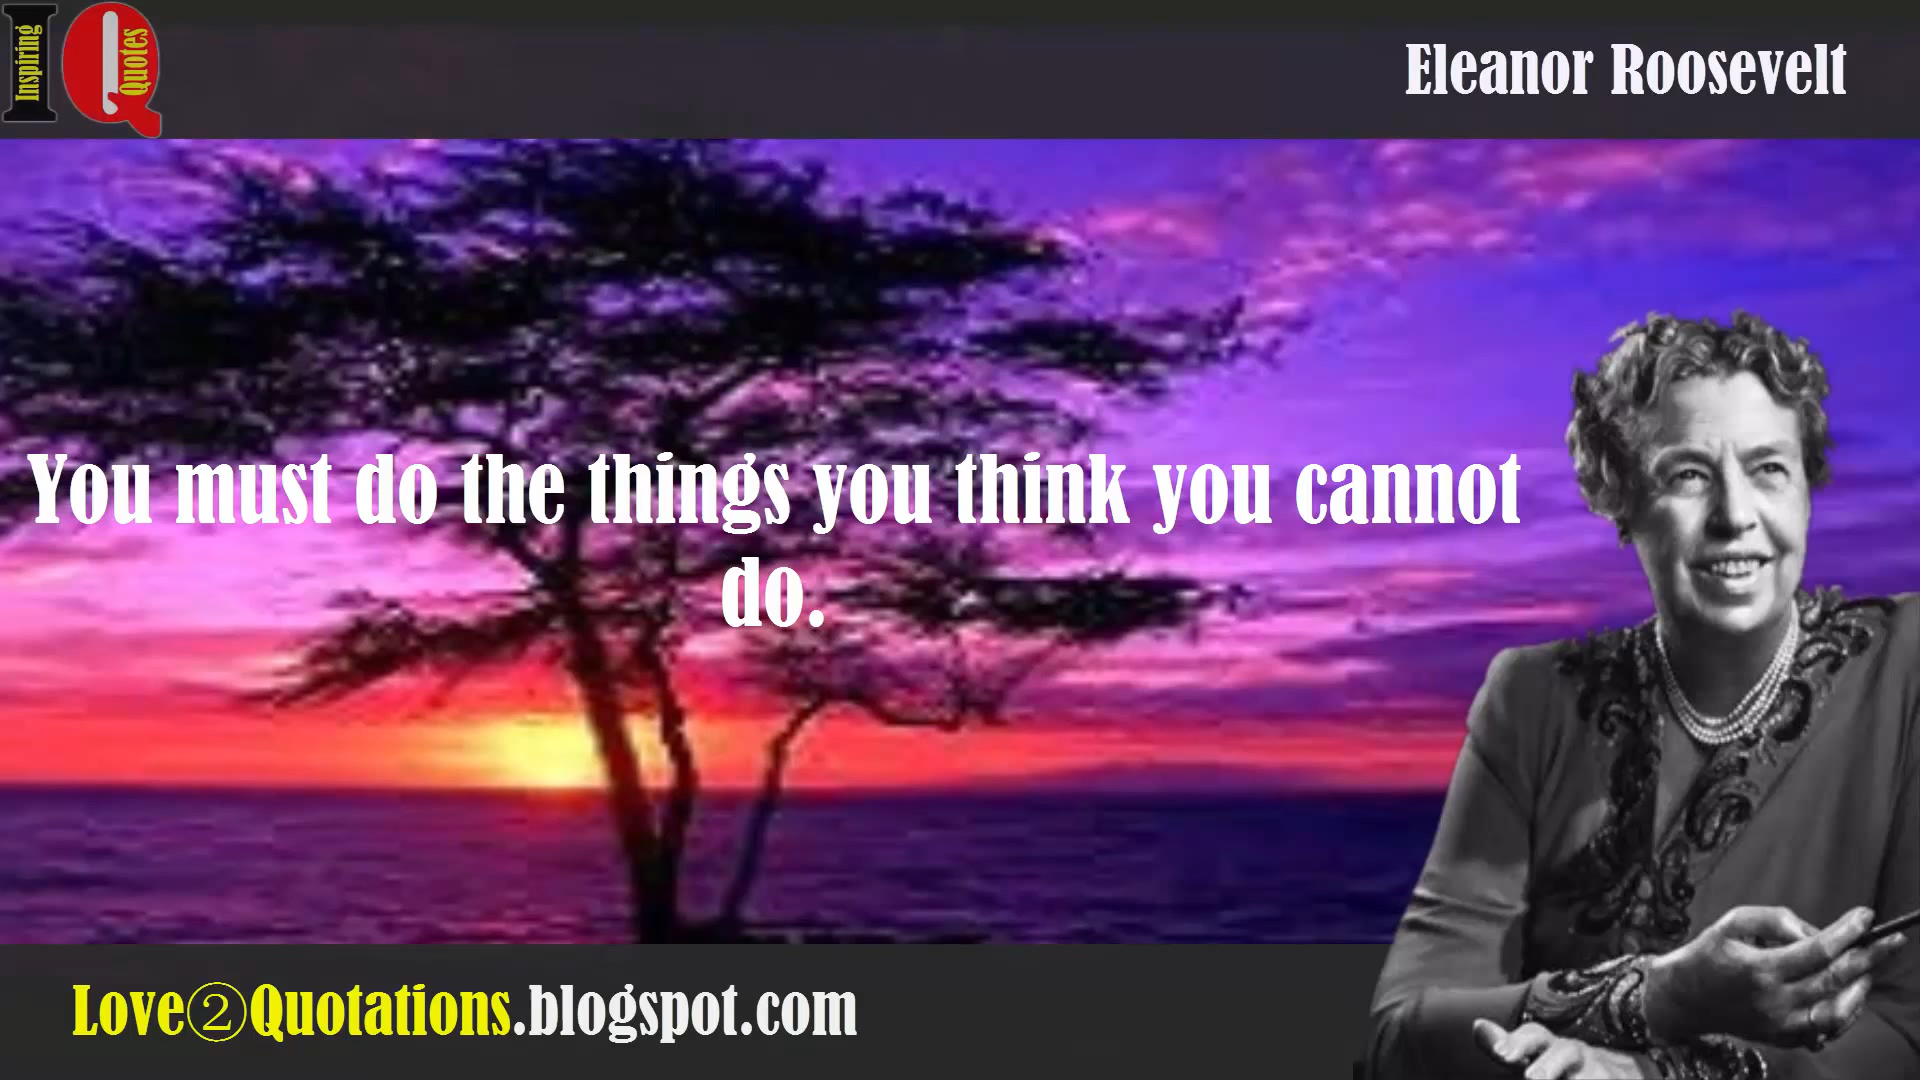 Inspiring
Quotes
Eleanor Roosevelt
You must do the things you think you cannot
do.
Love②Quotations.blogspot.com